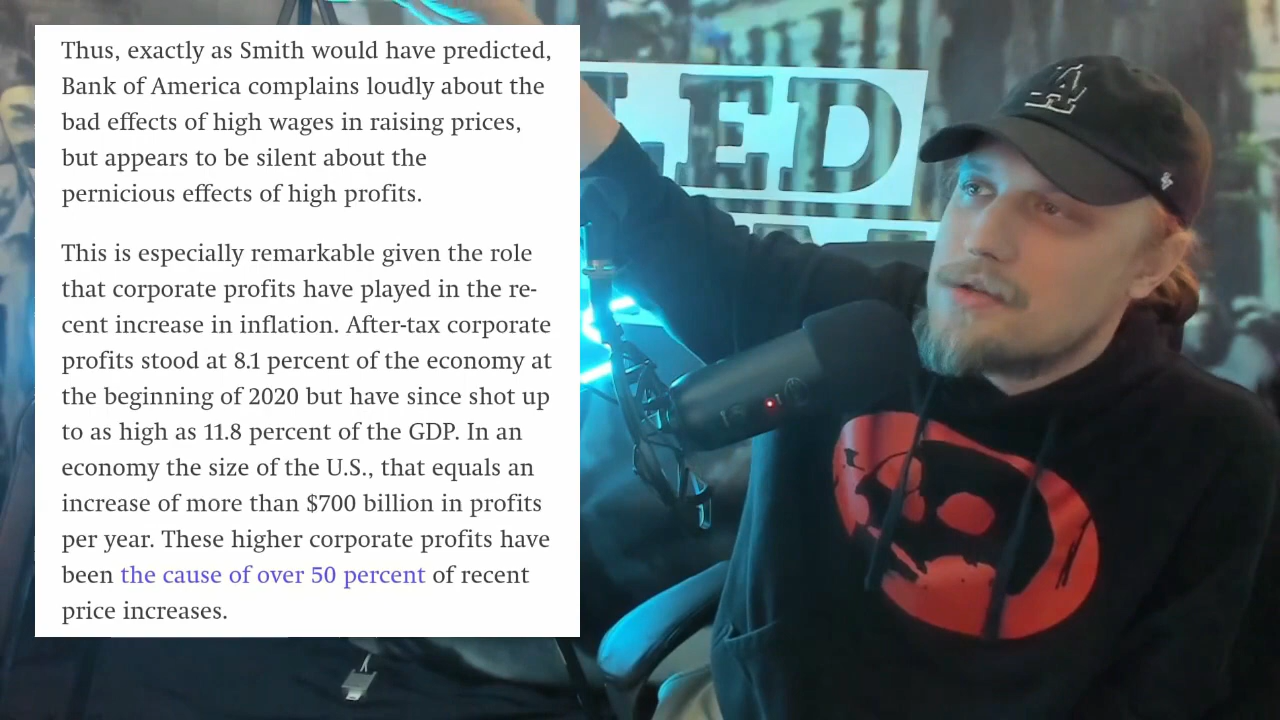 Thus, exactly as Smith would have predicted,
Bank of America complains loudly about the
bad effects of high wages in raising prices,
but appears to be silent about the
pernicious effects of high profits.
This is especially remarkable given the role
that corporate profits have played in the re-
cent increase in inflation. After-tax corporate
profits stood at 8.1 percent of the economy at
the beginning of 2020 but have since shot up
to as high as 11.8 percent of the GDP. In an
economy the size of the U.S., that equals an
increase of more than $700 billion in profits
per year. These higher corporate profits have
been the cause of over 50 percent of recent
price increases.
LED
A